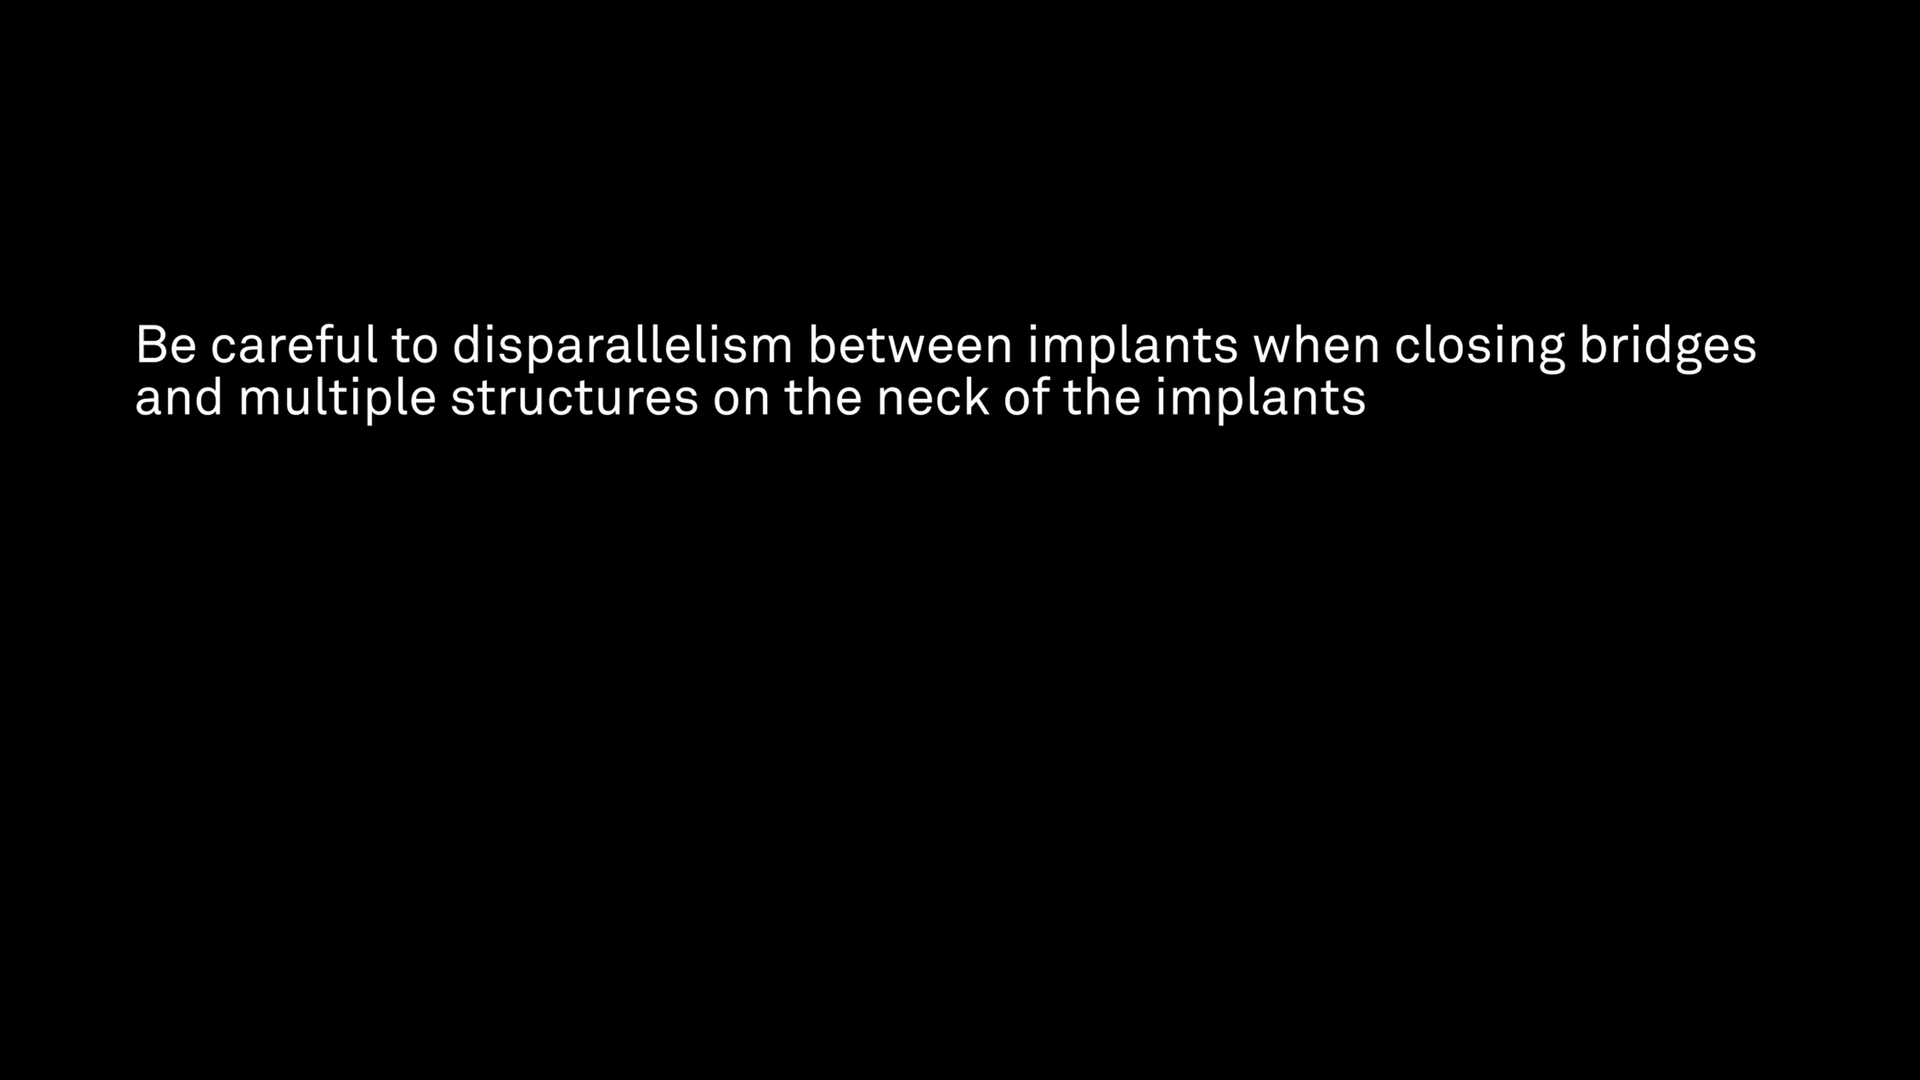 Be careful to disparallelism between implants when closing bridges
and multiple structures on the neck of the implants